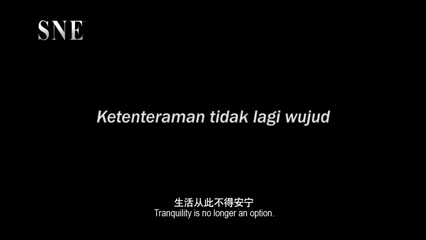 SNE
Ketenteraman tidak lagi wujud
生活从此不得安宁
Tranquility is no longer an option.